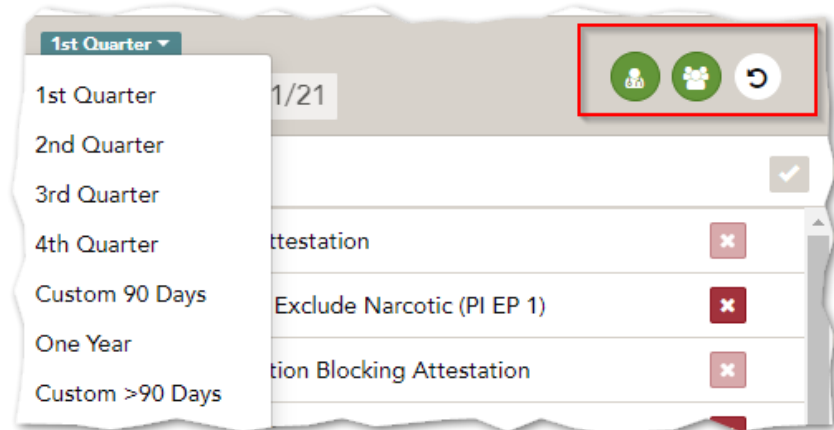 1st Quarter
1st Quarter
1/21
2nd Quarter
3rd Quarter
4th Quarter
ttestation
Custom 90 Days
Exclude Narcotic (PI EP 1)
One Year
tion Blocking Attestation
Custom >90 Days